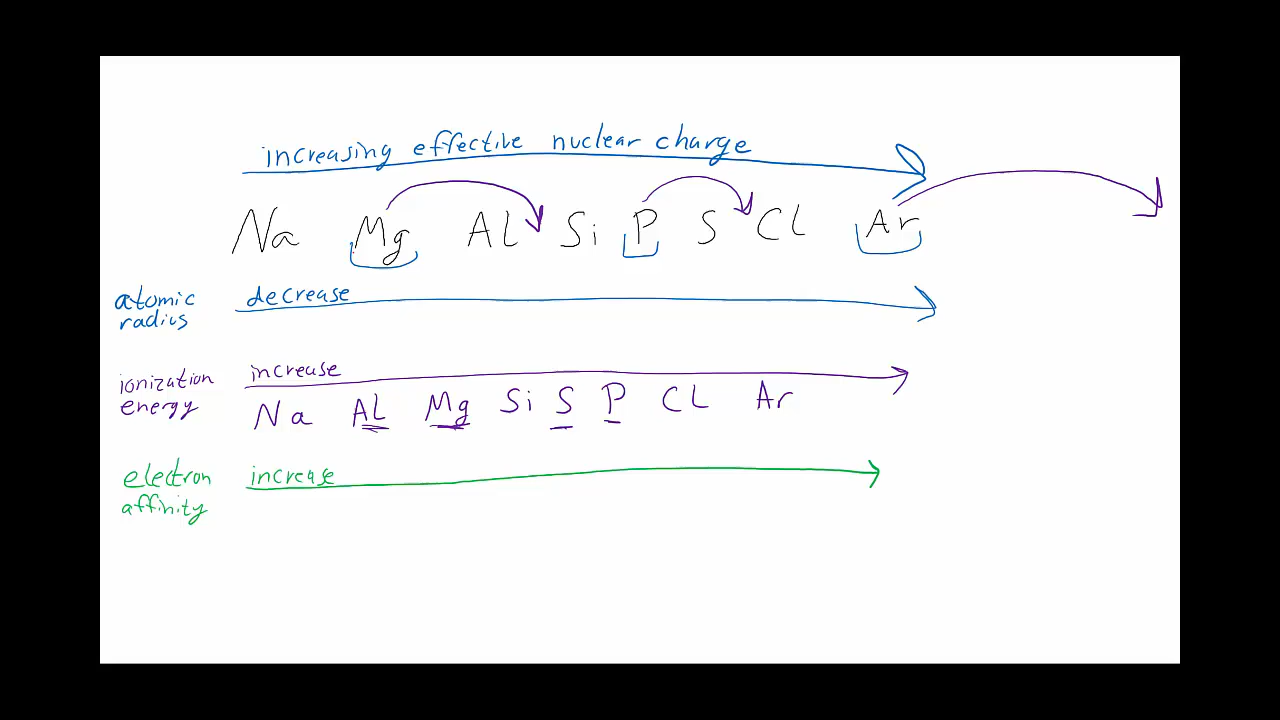 increasing effective nuclear charge
Na Mg AL Si P S CL Ar
atomic radius decrease
ionization energy increase
Na AL Mg Si S P CL Ar
electron affinity increase